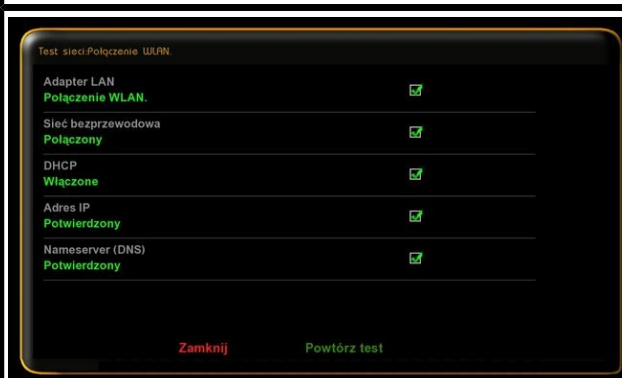 Test sieci:Połączenie WLAN.
Adapter LAN
Połączenie WLAN.
Sieć bezprzewodowa
Połączony
DHCP
Włączone
Adres IP
Potwierdzony
Nameserver (DNS)
Potwierdzony
Zamknij Powtórz test